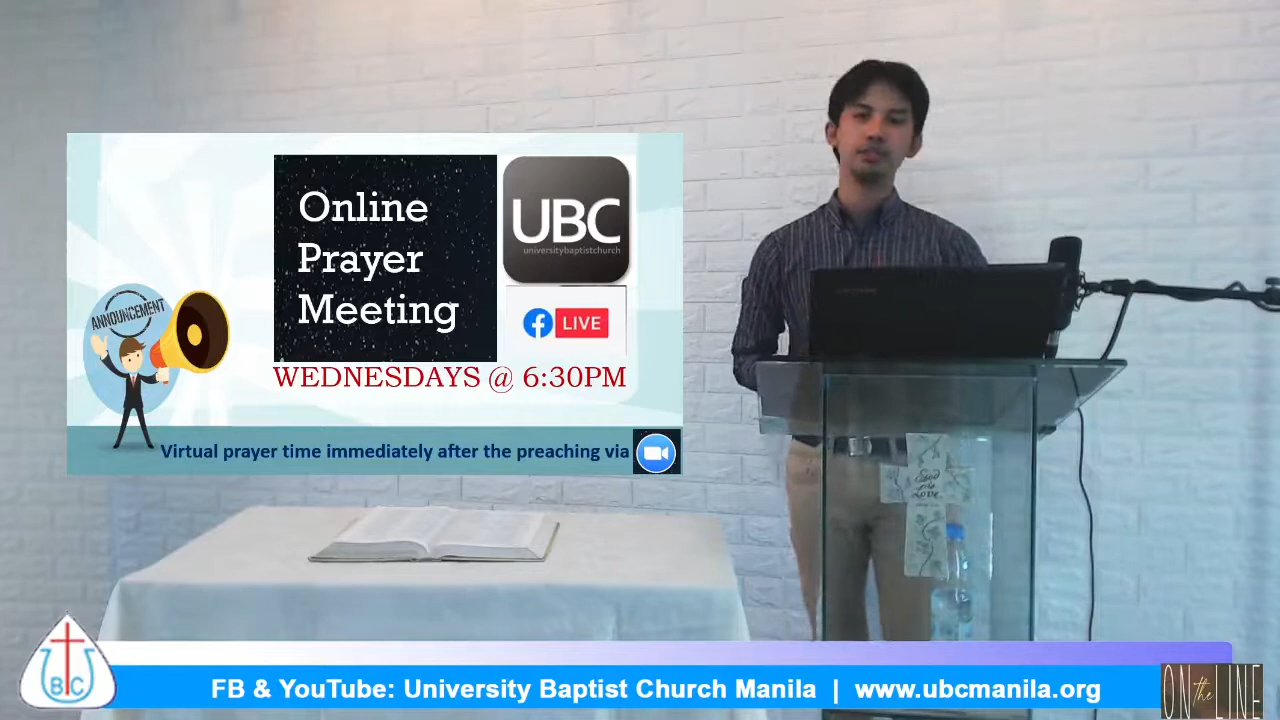 Online
Prayer
Meeting
UBC
universitybaptistchurch
LIVE
ANNOUNCEMENT
WEDNESDAYS @ 6:30PM
Virtual prayer time immediately after the preaching via
God
is
Love
BC
FB & YouTube: University Baptist Church Manila | www.ubcmanila.org
ON the LINE